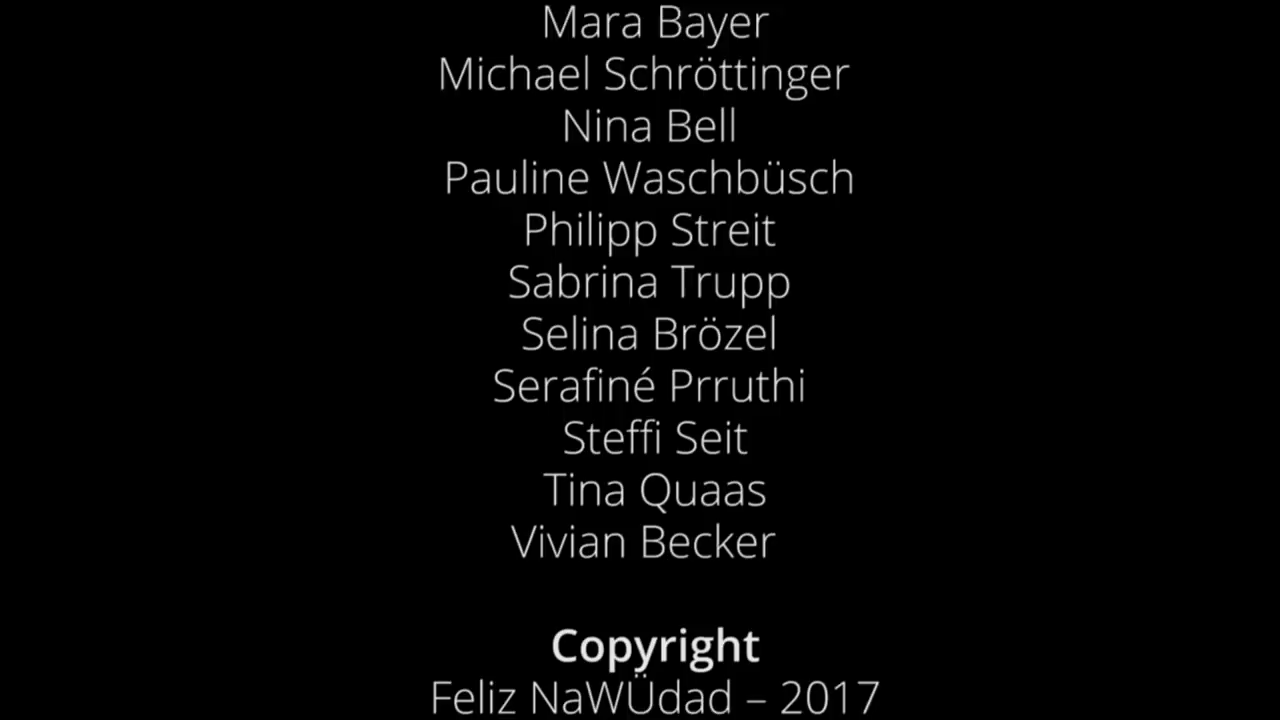 Mara Bayer
Michael Schröttinger
Nina Bell
Pauline Waschbüsch
Philipp Streit
Sabrina Trupp
Selina Brözel
Serafiné Prruthi
Steffi Seit
Tina Quaas
Vivian Becker
Copyright
Feliz NaWÜdad – 2017